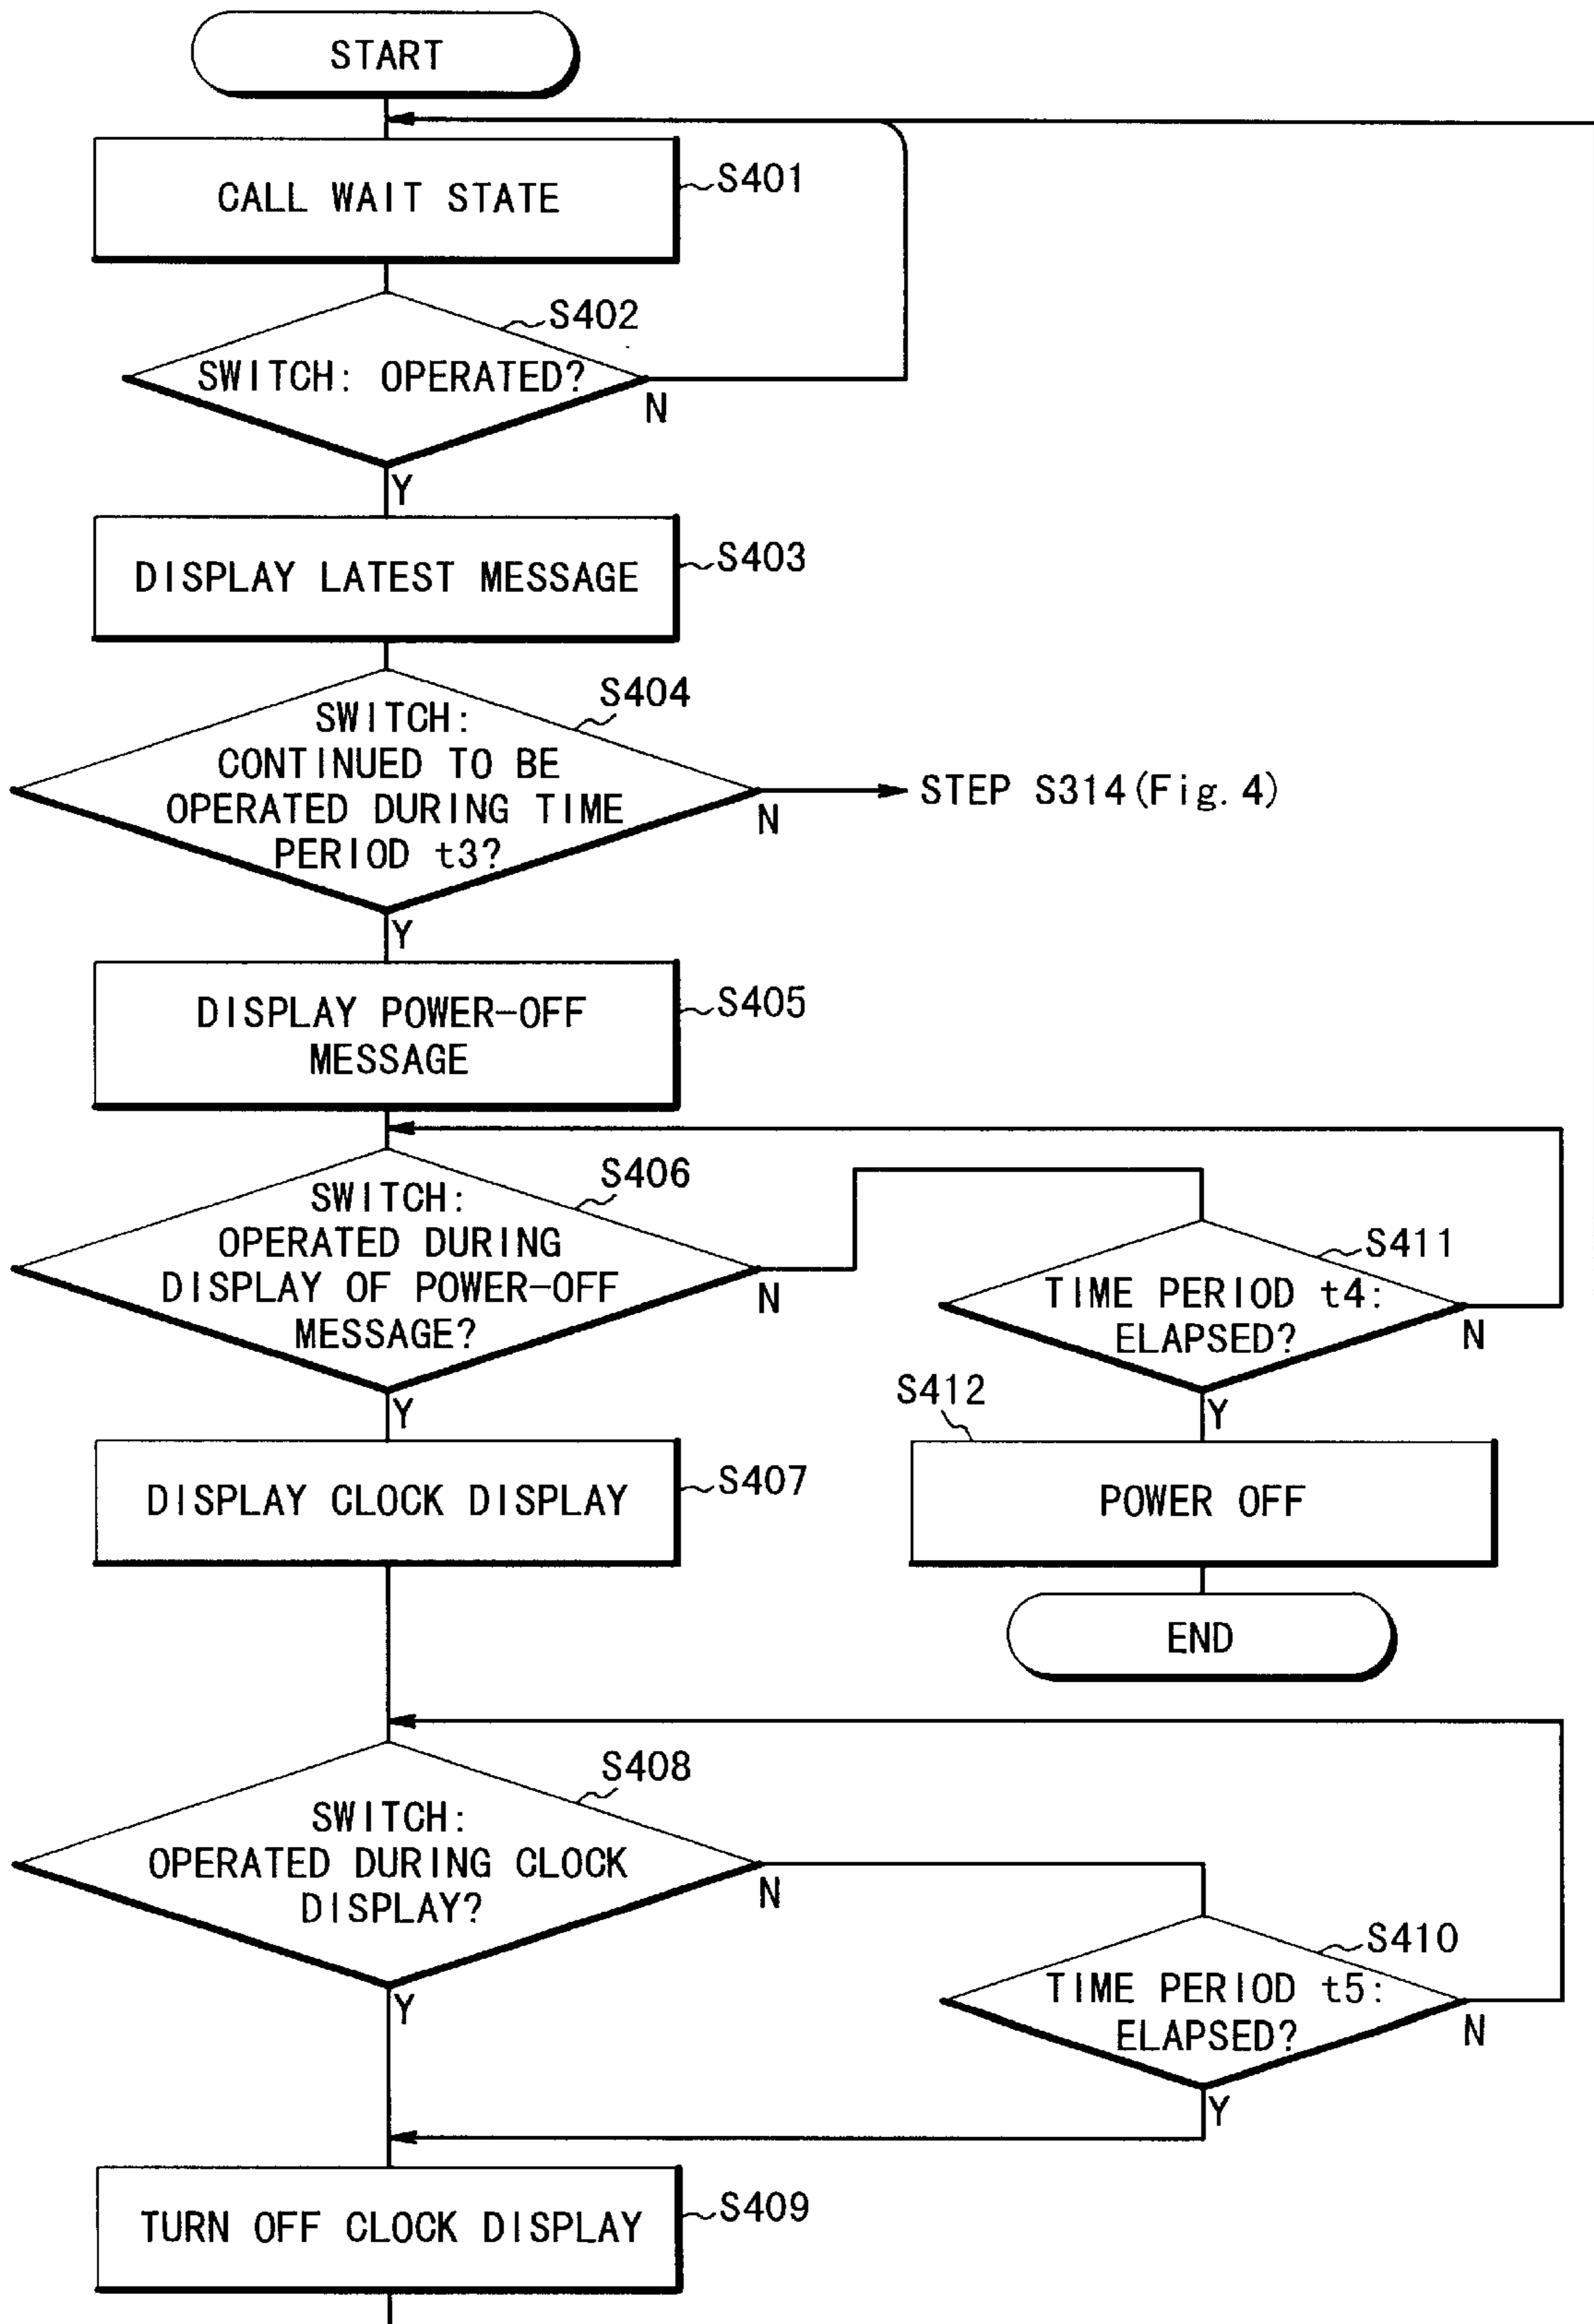 START
CALL WAIT STATE
S401
S402
SWITCH: OPERATED?
N
Y
DISPLAY LATEST MESSAGE
S403
S404
SWITCH:
CONTINUED TO BE
OPERATED DURING TIME
PERIOD t3?
N
STEP S314(Fig. 4)
Y
DISPLAY POWER-OFF
MESSAGE
S405
S406
SWITCH:
OPERATED DURING
DISPLAY OF POWER-OFF
MESSAGE?
N
S411
TIME PERIOD t4:
ELAPSED?
N
Y
Y
S412
DISPLAY CLOCK DISPLAY
S407
POWER OFF
END
S408
SWITCH:
OPERATED DURING CLOCK
DISPLAY?
N
S410
TIME PERIOD t5:
ELAPSED?
N
Y
Y
TURN OFF CLOCK DISPLAY
S409